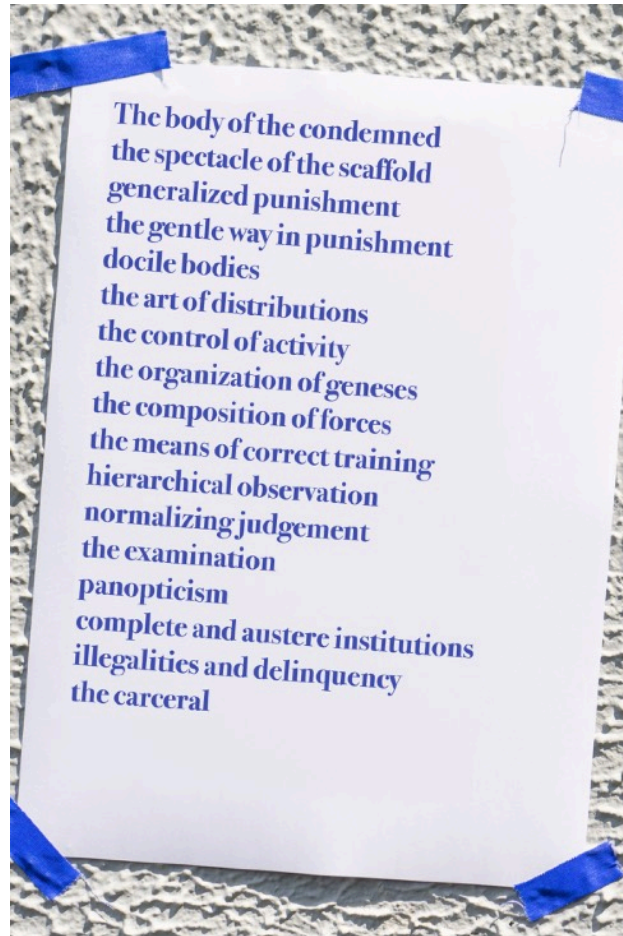 The body of the condemned
the spectacle of the scaffold
generalized punishment
the gentle way in punishment
docile bodies
the art of distributions
the control of activity
the organization of geneses
the composition of forces
the means of correct training
hierarchical observation
normalizing judgement
the examination
panopticism
complete and austere institutions
illegalities and delinquency
the carceral